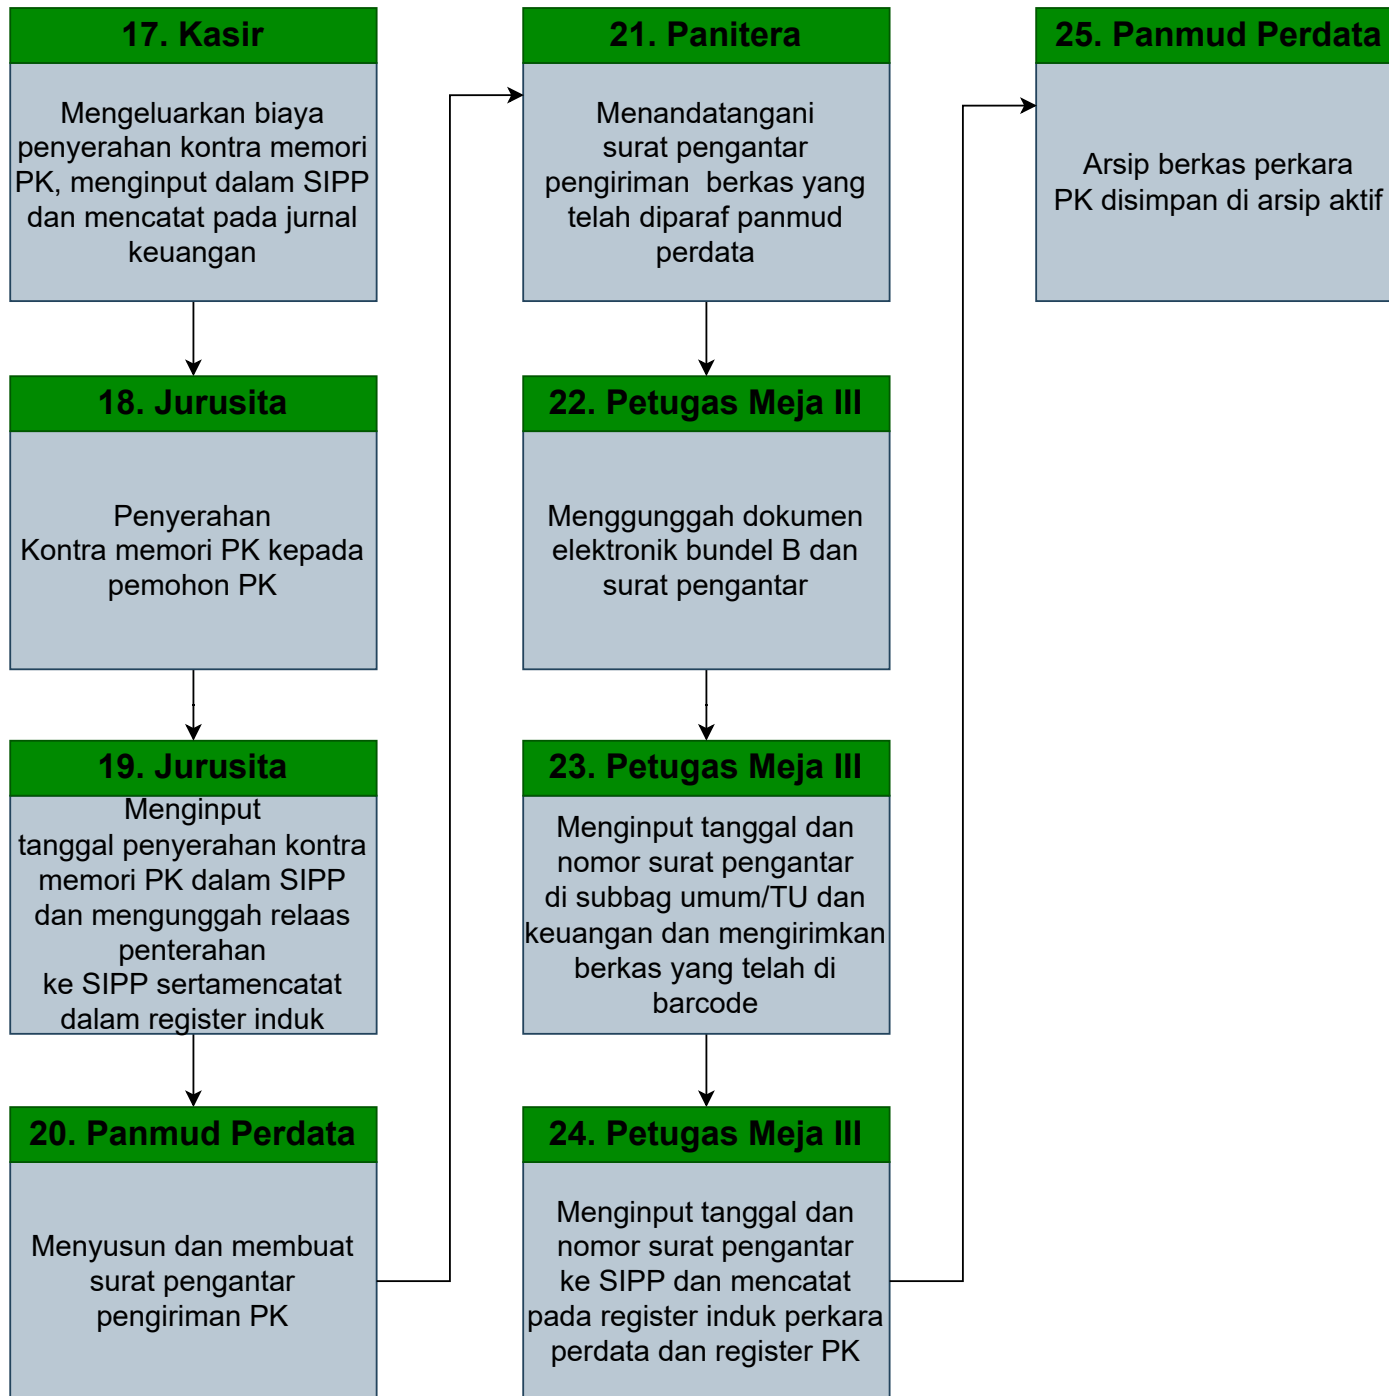 17. Kasir
Mengeluarkan biaya
penyerahan kontra memori
PK, menginput dalam SIPP
dan mencatat pada jurnal
keuangan
18. Jurusita
Penyerahan
Kontra memori PK kepada
pemohon PK
19. Jurusita
Menginput
tanggal penyerahan kontra
memori PK dalam SIPP
dan mengunggah relaas
penterahan
ke SIPP sertamencatat
dalam register induk
20. Panmud Perdata
Menyusun dan membuat
surat pengantar
pengiriman PK
21. Panitera
Menandatangani
surat pengantar
pengiriman  berkas yang
telah diparaf panmud
perdata
22. Petugas Meja III
Menggunggah dokumen
elektronik bundel B dan
surat pengantar
23. Petugas Meja III
Menginput tanggal dan
nomor surat pengantar
di subbag umum/TU dan
keuangan dan mengirimkan
berkas yang telah di
barcode
24. Petugas Meja III
Menginput tanggal dan
nomor surat pengantar
ke SIPP dan mencatat
pada register induk perkara
perdata dan register PK
25. Panmud Perdata
Arsip berkas perkara
PK disimpan di arsip aktif